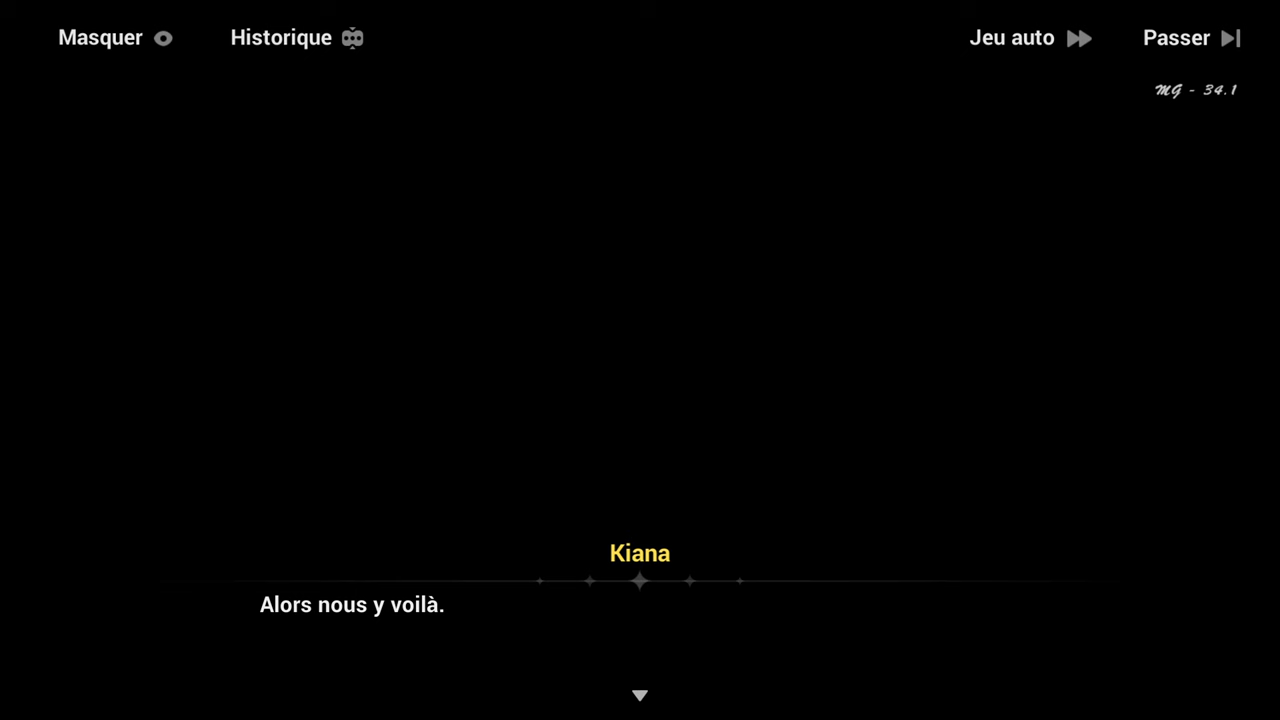 Masquer
Historique
Jeu auto
Passer
MG - 34.1
Kiana
Alors nous y voilà.